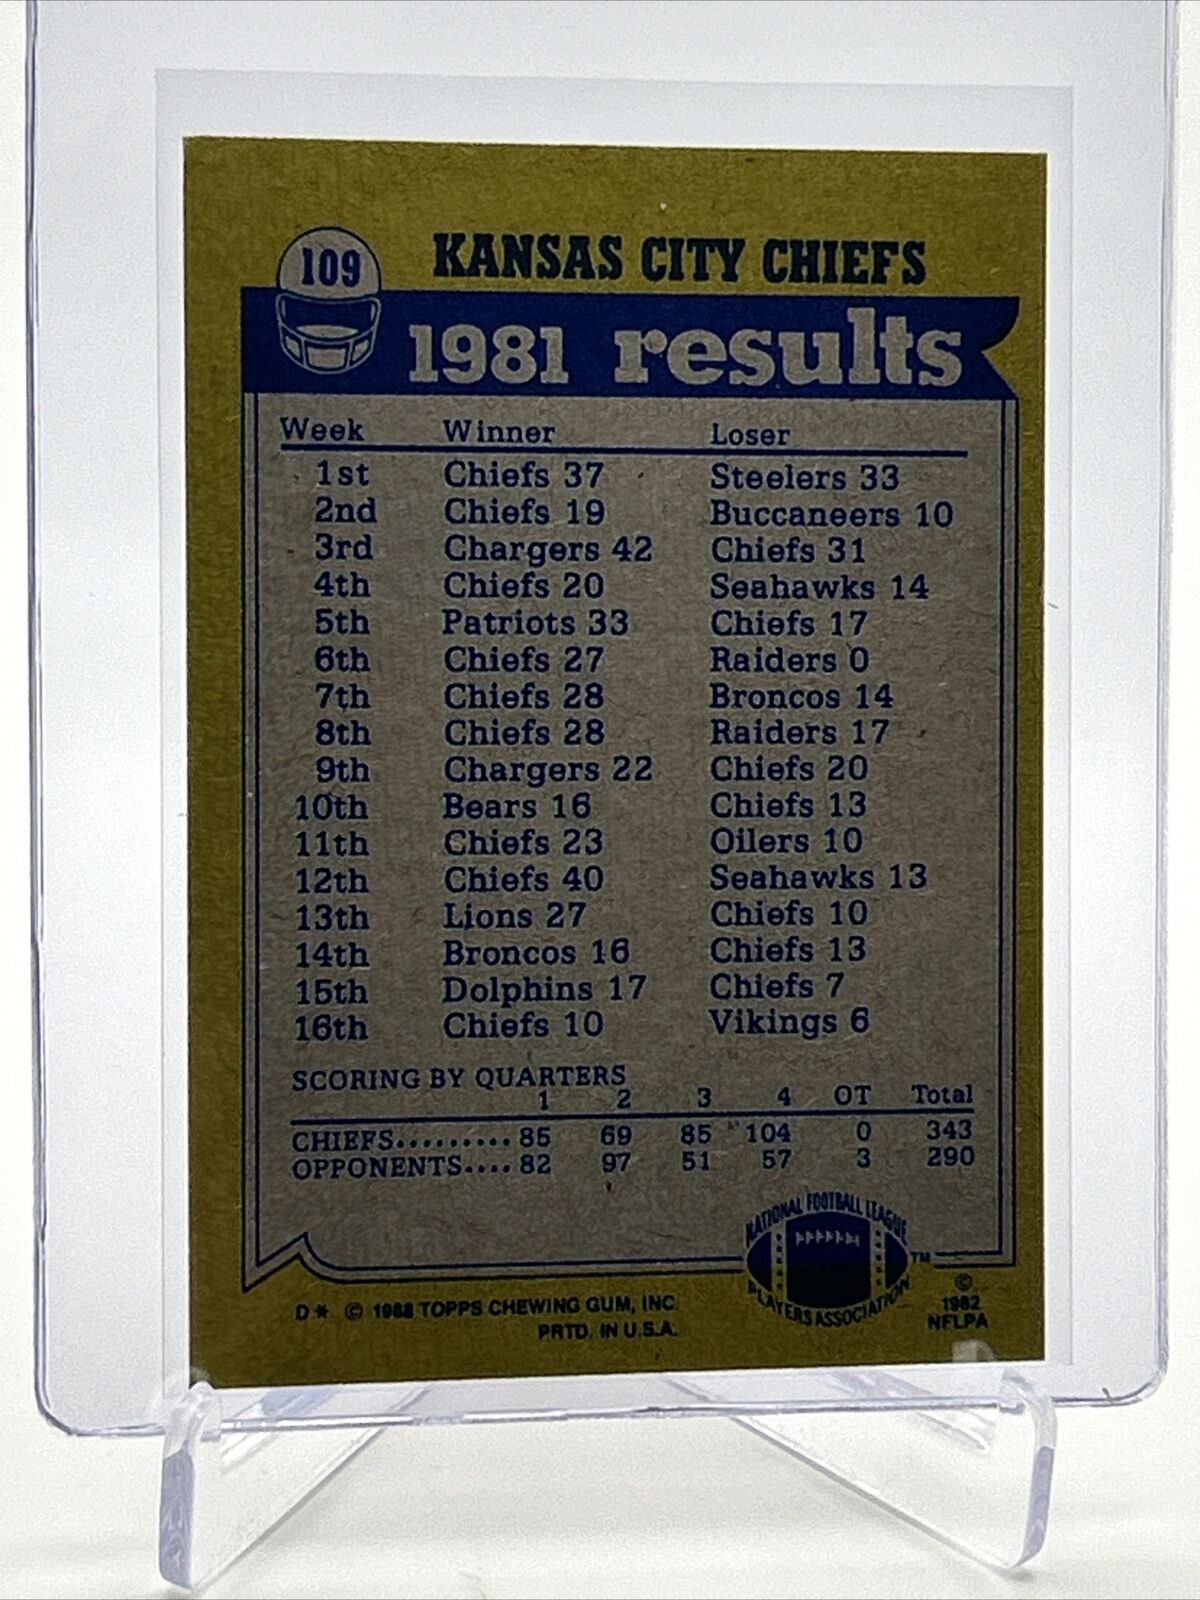 109
KANSAS CITY CHIEFS
1981 results
Week Winner Loser
1st Chiefs 37 Steelers 33
2nd Chiefs 19 Buccaneers 10
3rd Chargers 42 Chiefs 31
4th Chiefs 20 Seahawks 14
5th Patriots 33 Chiefs 17
6th Chiefs 27 Raiders 0
7th Chiefs 28 Broncos 14
8th Chiefs 28 Raiders 17
9th Chargers 22 Chiefs 20
10th Bears 16 Chiefs 13
11th Chiefs 23 Oilers 10
12th Chiefs 40 Seahawks 13
13th Lions 27 Chiefs 10
14th Broncos 16 Chiefs 13
15th Dolphins 17 Chiefs 7
16th Chiefs 10 Vikings 6
SCORING BY QUARTERS
1 2 3 4 OT Total
CHIEFS......... 85 69 85 104 0 343
OPPONENTS.... 82 97 51 57 3 290
NATIONAL FOOTBALL LEAGUE
PLAYERS ASSOCIATION
TM
D* © TOPPS CHEWING GUM, INC.
PRTD. IN U.S.A.
©
1982
NFLPA